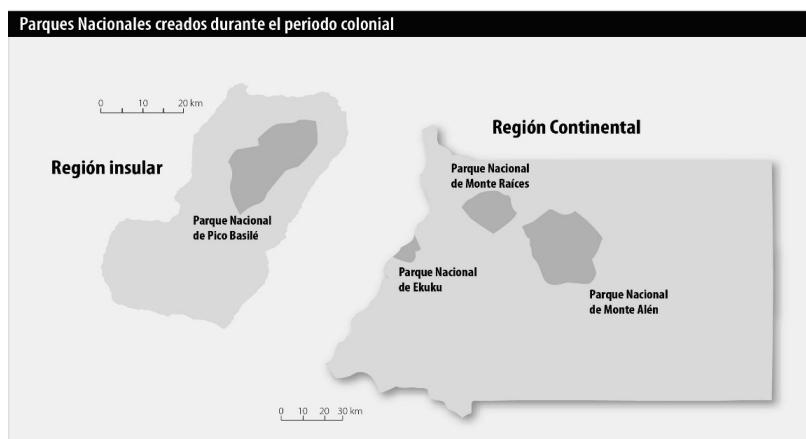 Parques Nacionales creados durante el periodo colonial
0 10 20 km
Región insular
Parque Nacional
de Pico Basilé
Región Continental
Parque Nacional
de Monte Raíces
Parque Nacional
de Ekuku
Parque Nacional
de Monte Alén
0 10 20 30 km